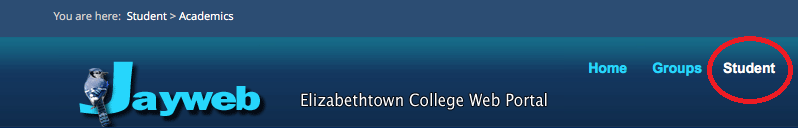 You are here: Student > Academics
Home Groups Student
Jayweb
Elizabethtown College Web Portal